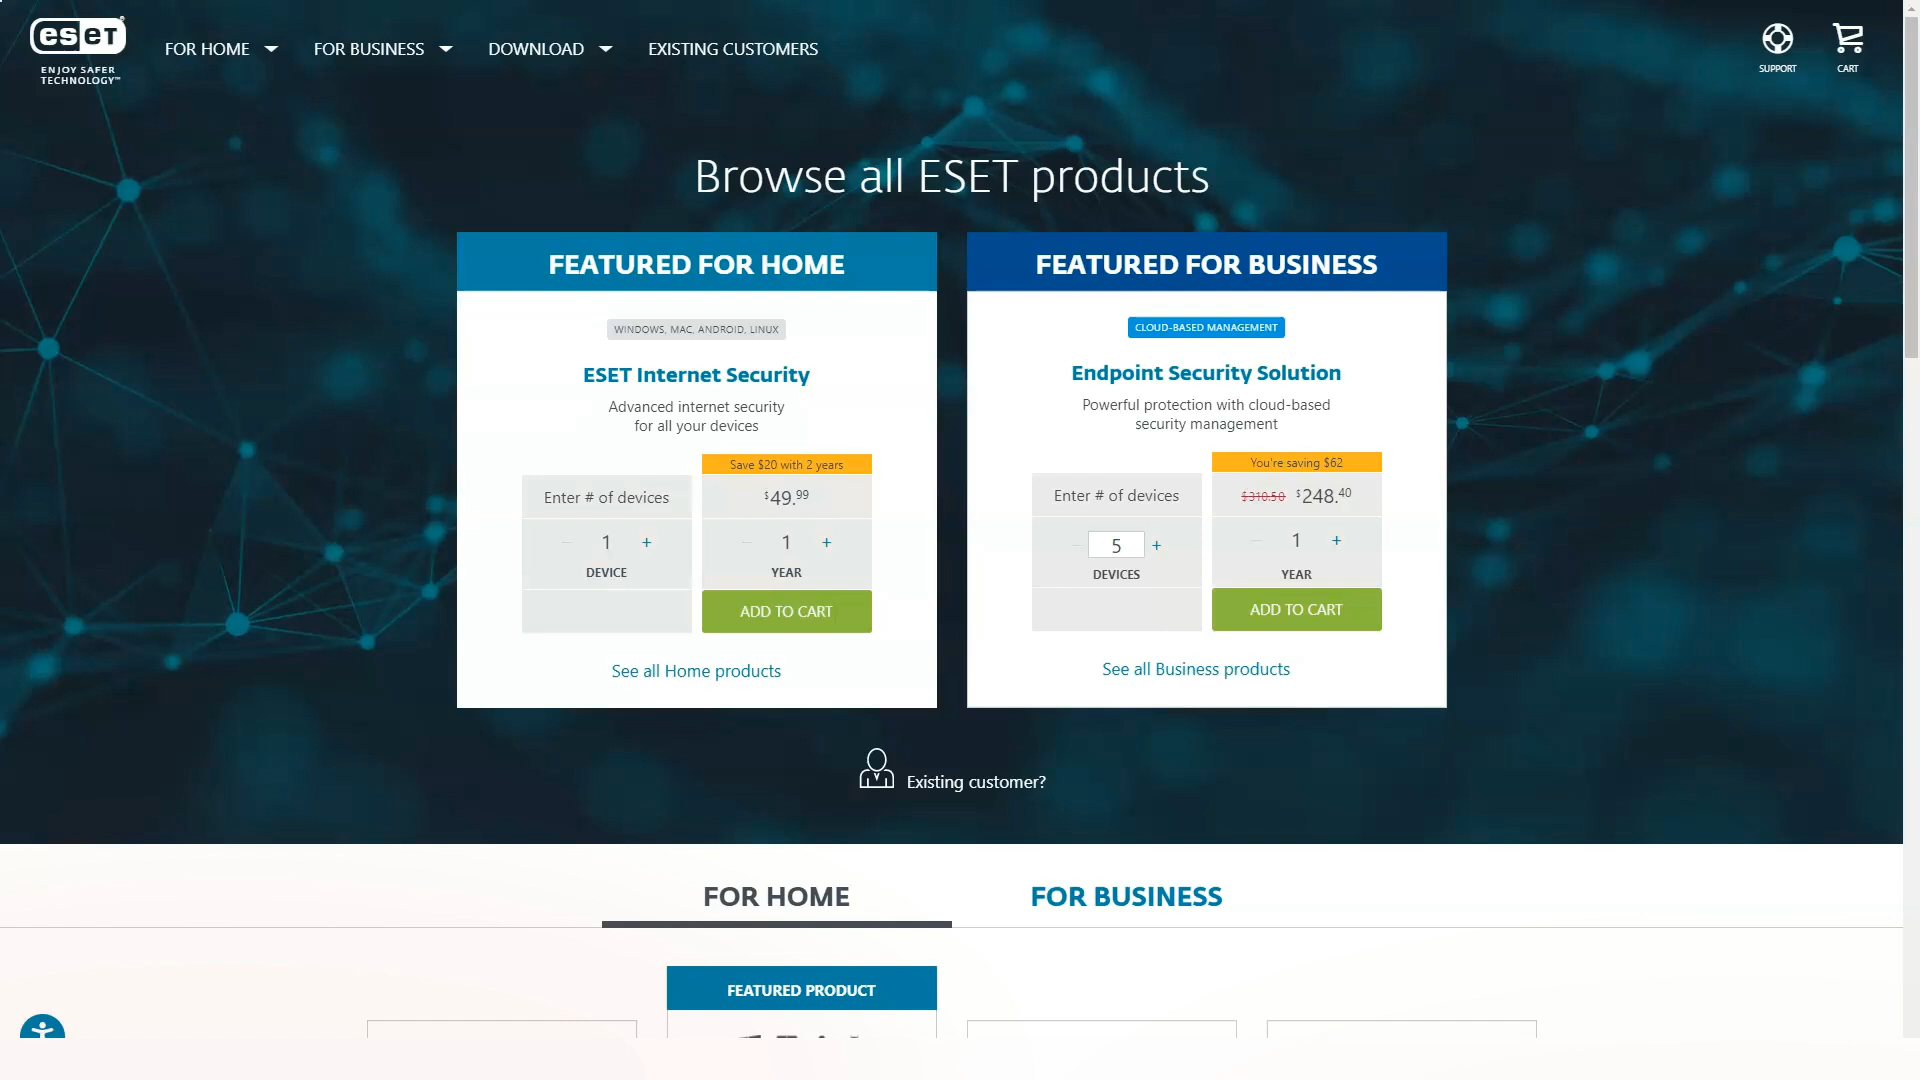 eset®
ENJOY SAFER
TECHNOLOGY™
FOR HOME
FOR BUSINESS
DOWNLOAD
EXISTING CUSTOMERS
SUPPORT
CART
Browse all ESET products
FEATURED FOR HOME
WINDOWS, MAC, ANDROID, LINUX
ESET Internet Security
Advanced internet security
for all your devices
Save $20 with 2 years
Enter # of devices
$49.99
− 1 +
− 1 +
DEVICE
YEAR
ADD TO CART
See all Home products
FEATURED FOR BUSINESS
CLOUD-BASED MANAGEMENT
Endpoint Security Solution
Powerful protection with cloud-based
security management
You're saving $62
Enter # of devices
$310.50 $248.40
− 5 +
− 1 +
DEVICES
YEAR
ADD TO CART
See all Business products
Existing customer?
FOR HOME
FOR BUSINESS
FEATURED PRODUCT